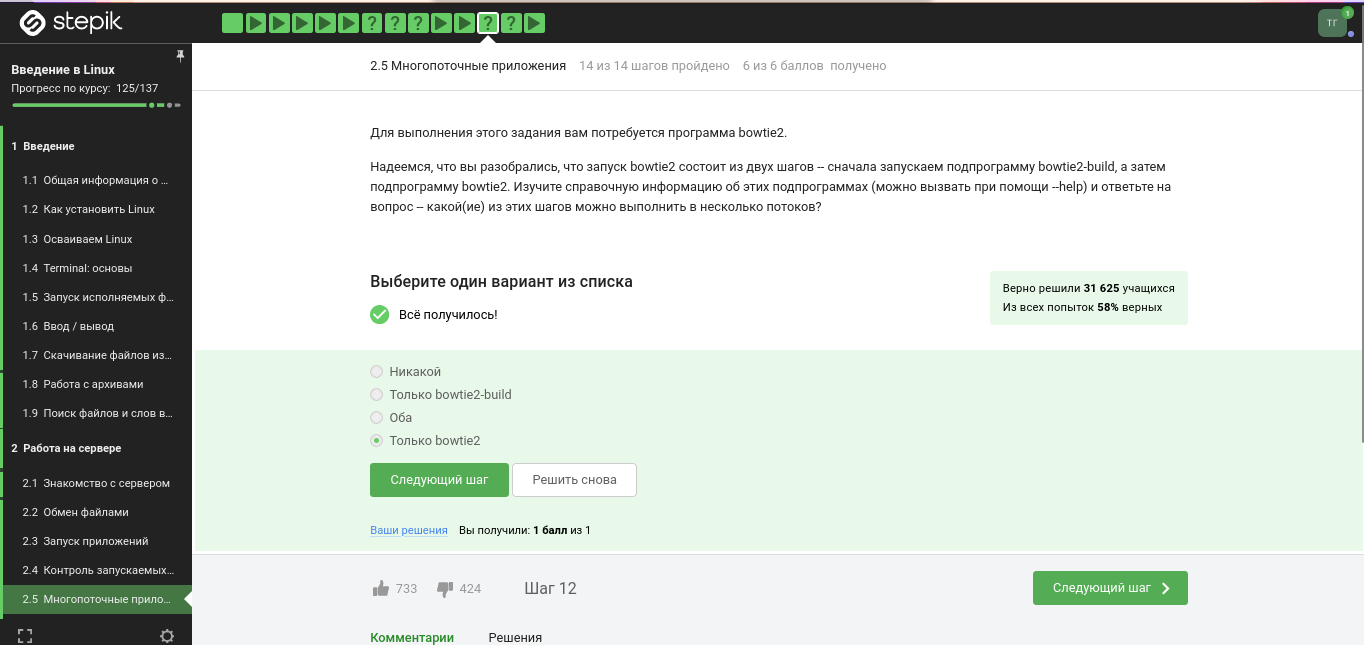 stepik
? ? ? ? ?
ТГ
1
Введение в Linux
Прогресс по курсу: 125/137
1 Введение
1.1 Общая информация о ...
1.2 Как установить Linux
1.3 Осваиваем Linux
1.4 Terminal: основы
1.5 Запуск исполняемых ф...
1.6 Ввод / вывод
1.7 Скачивание файлов из...
1.8 Работа с архивами
1.9 Поиск файлов и слов в...
2 Работа на сервере
2.1 Знакомство с сервером
2.2 Обмен файлами
2.3 Запуск приложений
2.4 Контроль запускаемых...
2.5 Многопоточные прило...
2.5 Многопоточные приложения 14 из 14 шагов пройдено 6 из 6 баллов получено
Для выполнения этого задания вам потребуется программа bowtie2.
Надеемся, что вы разобрались, что запуск bowtie2 состоит из двух шагов -- сначала запускаем подпрограмму bowtie2-build, а затем
подпрограмму bowtie2. Изучите справочную информацию об этих подпрограммах (можно вызвать при помощи --help) и ответьте на
вопрос -- какой(ие) из этих шагов можно выполнить в несколько потоков?
Выберите один вариант из списка
Всё получилось!
Верно решили 31 625 учащихся
Из всех попыток 58% верных
Никакой
Только bowtie2-build
Оба
Только bowtie2
Следующий шаг
Решить снова
Ваши решения Вы получили: 1 балл из 1
733 424 Шаг 12
Следующий шаг
Комментарии Решения